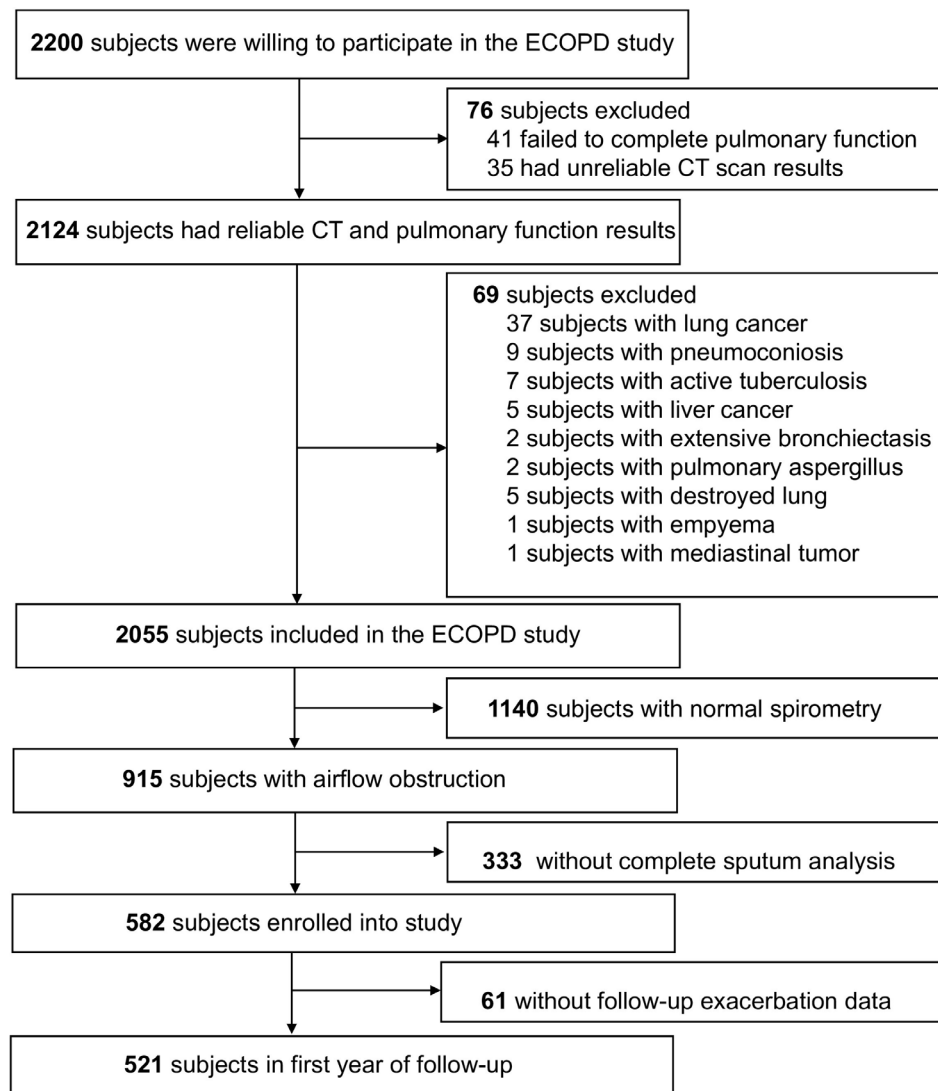 2200 subjects were willing to participate in the ECOPD study
76 subjects excluded
41 failed to complete pulmonary function
35 had unreliable CT scan results
2124 subjects had reliable CT and pulmonary function results
69 subjects excluded
37 subjects with lung cancer
9 subjects with pneumoconiosis
7 subjects with active tuberculosis
5 subjects with liver cancer
2 subjects with extensive bronchiectasis
2 subjects with pulmonary aspergillus
5 subjects with destroyed lung
1 subjects with empyema
1 subjects with mediastinal tumor
2055 subjects included in the ECOPD study
1140 subjects with normal spirometry
915 subjects with airflow obstruction
333 without complete sputum analysis
582 subjects enrolled into study
61 without follow-up exacerbation data
521 subjects in first year of follow-up